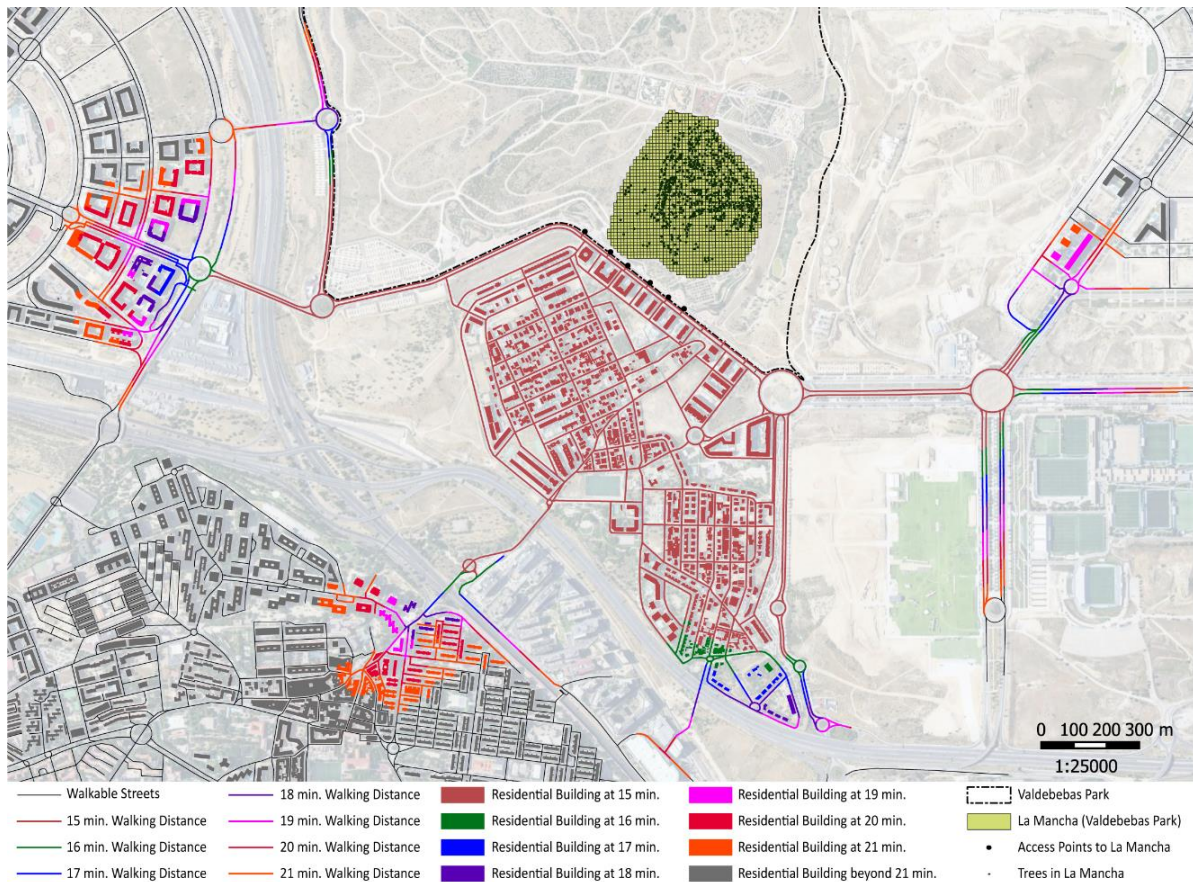 0 100 200 300 m
1:25000
Walkable Streets
15 min. Walking Distance
16 min. Walking Distance
17 min. Walking Distance
18 min. Walking Distance
19 min. Walking Distance
20 min. Walking Distance
21 min. Walking Distance
Residential Building at 15 min.
Residential Building at 16 min.
Residential Building at 17 min.
Residential Building at 18 min.
Residential Building at 19 min.
Residential Building at 20 min.
Residential Building at 21 min.
Residential Building beyond 21 min.
Valdebebas Park
La Mancha (Valdebebas Park)
Access Points to La Mancha
Trees in La Mancha